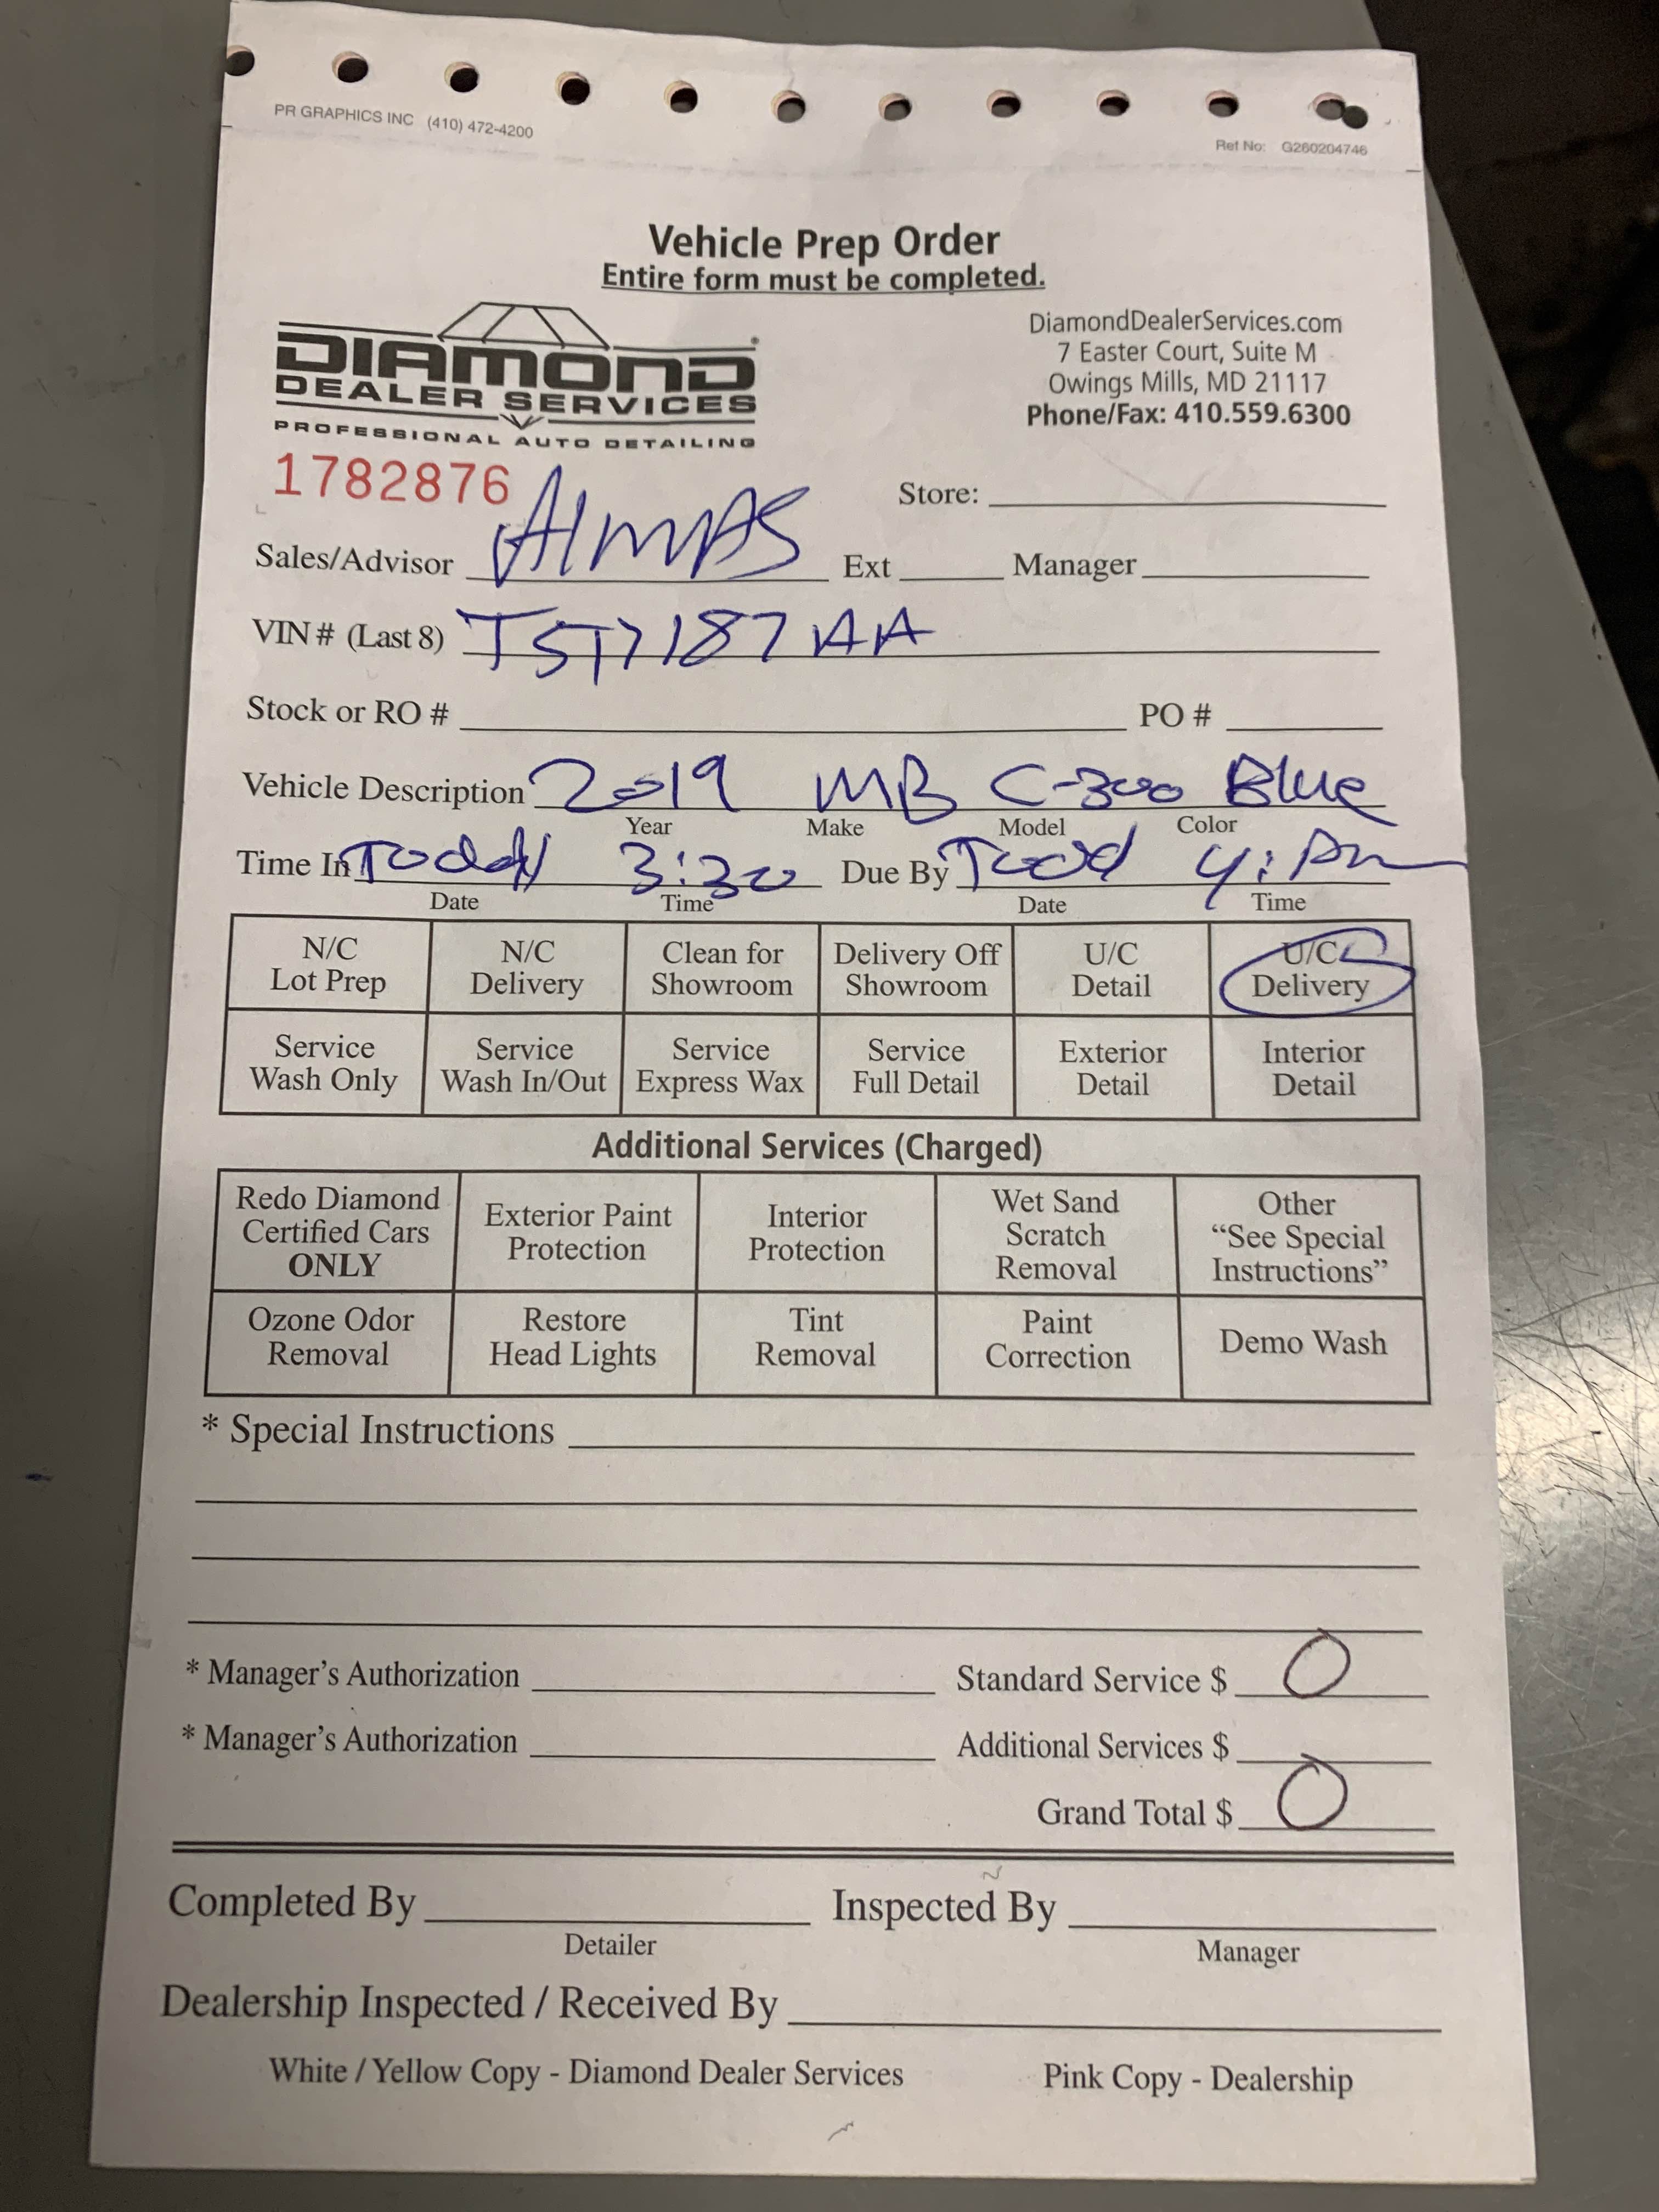 PR GRAPHICS INC (410) 472-4200
Ref No: G260204746
Vehicle Prep Order
Entire form must be completed.
DIAMOND
DEALER SERVICES
PROFESSIONAL AUTO DETAILING
DiamondDealerServices.com
7 Easter Court, Suite M
Owings Mills, MD 21117
Phone/Fax: 410.559.6300
1782876
Store:
Sales/Advisor Almas Ext Manager
VIN # (Last 8) TST7187AA
Stock or RO # PO #
Vehicle Description 2019 MB C-300 Blue
Year Make Model Color
Time In Today 3:30 Due By 4: pm
Date Time Date Time
N/C Lot Prep
N/C Delivery
Clean for Showroom
Delivery Off Showroom
U/C Detail
U/C Delivery
Service Wash Only
Service Wash In/Out
Service Express Wax
Service Full Detail
Exterior Detail
Interior Detail
Additional Services (Charged)
Redo Diamond Certified Cars ONLY
Exterior Paint Protection
Interior Protection
Wet Sand Scratch Removal
Other "See Special Instructions"
Ozone Odor Removal
Restore Head Lights
Tint Removal
Paint Correction
Demo Wash
* Special Instructions
* Manager's Authorization Standard Service $ 0
* Manager's Authorization Additional Services $
Grand Total $ 0
Completed By Inspected By
Detailer Manager
Dealership Inspected / Received By
White / Yellow Copy - Diamond Dealer Services Pink Copy - Dealership